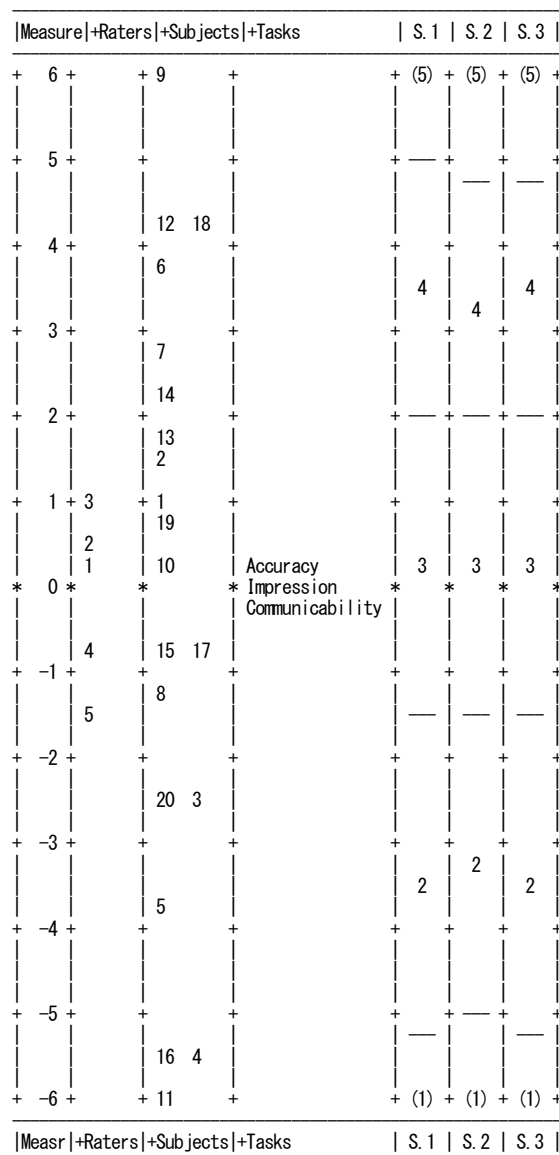 |Measure|+Raters|+Subjects|+Tasks | S.1 | S.2 | S.3 |
+ 6 + + 9 + + (5) + (5) + (5) +
+ 5 + + + + --- + + +
| | | | | | --- | --- |
| | | 12 18 | | | | |
+ 4 + + + + + + +
| | | 6 | | | | |
| | | | | 4 | | 4 |
| | | | | | 4 | |
+ 3 + + + + + + +
| | | 7 | | | | |
| | | 14 | | | | |
+ 2 + + + + --- + --- + --- +
| | | 13 | | | | |
| | | 2 | | | | |
+ 1 + 3 + 1 + + + + +
| | | 19 | | | | |
| | 2 | | | | | |
| | 1 | 10 | Accuracy | 3 | 3 | 3 |
* 0 * * * Impression * * * *
| | | | Communicability | | | |
| | 4 | 15 17 | | | | |
+ -1 + + + + + + +
| | | 8 | | | | |
| | 5 | | | --- | --- | --- |
+ -2 + + + + + + +
| | | 20 3 | | | | |
+ -3 + + + + + + +
| | | | | | 2 | |
| | | | | 2 | | 2 |
| | | 5 | | | | |
+ -4 + + + + + + +
+ -5 + + + + + --- + +
| | | | | --- | | --- |
| | | 16 4 | | | | |
+ -6 + + 11 + + (1) + (1) + (1) +
|Measr|+Raters|+Subjects|+Tasks | S.1 | S.2 | S.3 |